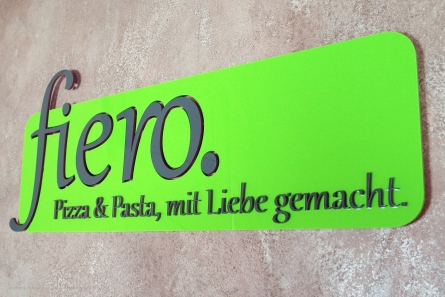 fiero.
Pizza & Pasta, mit Liebe gemacht.